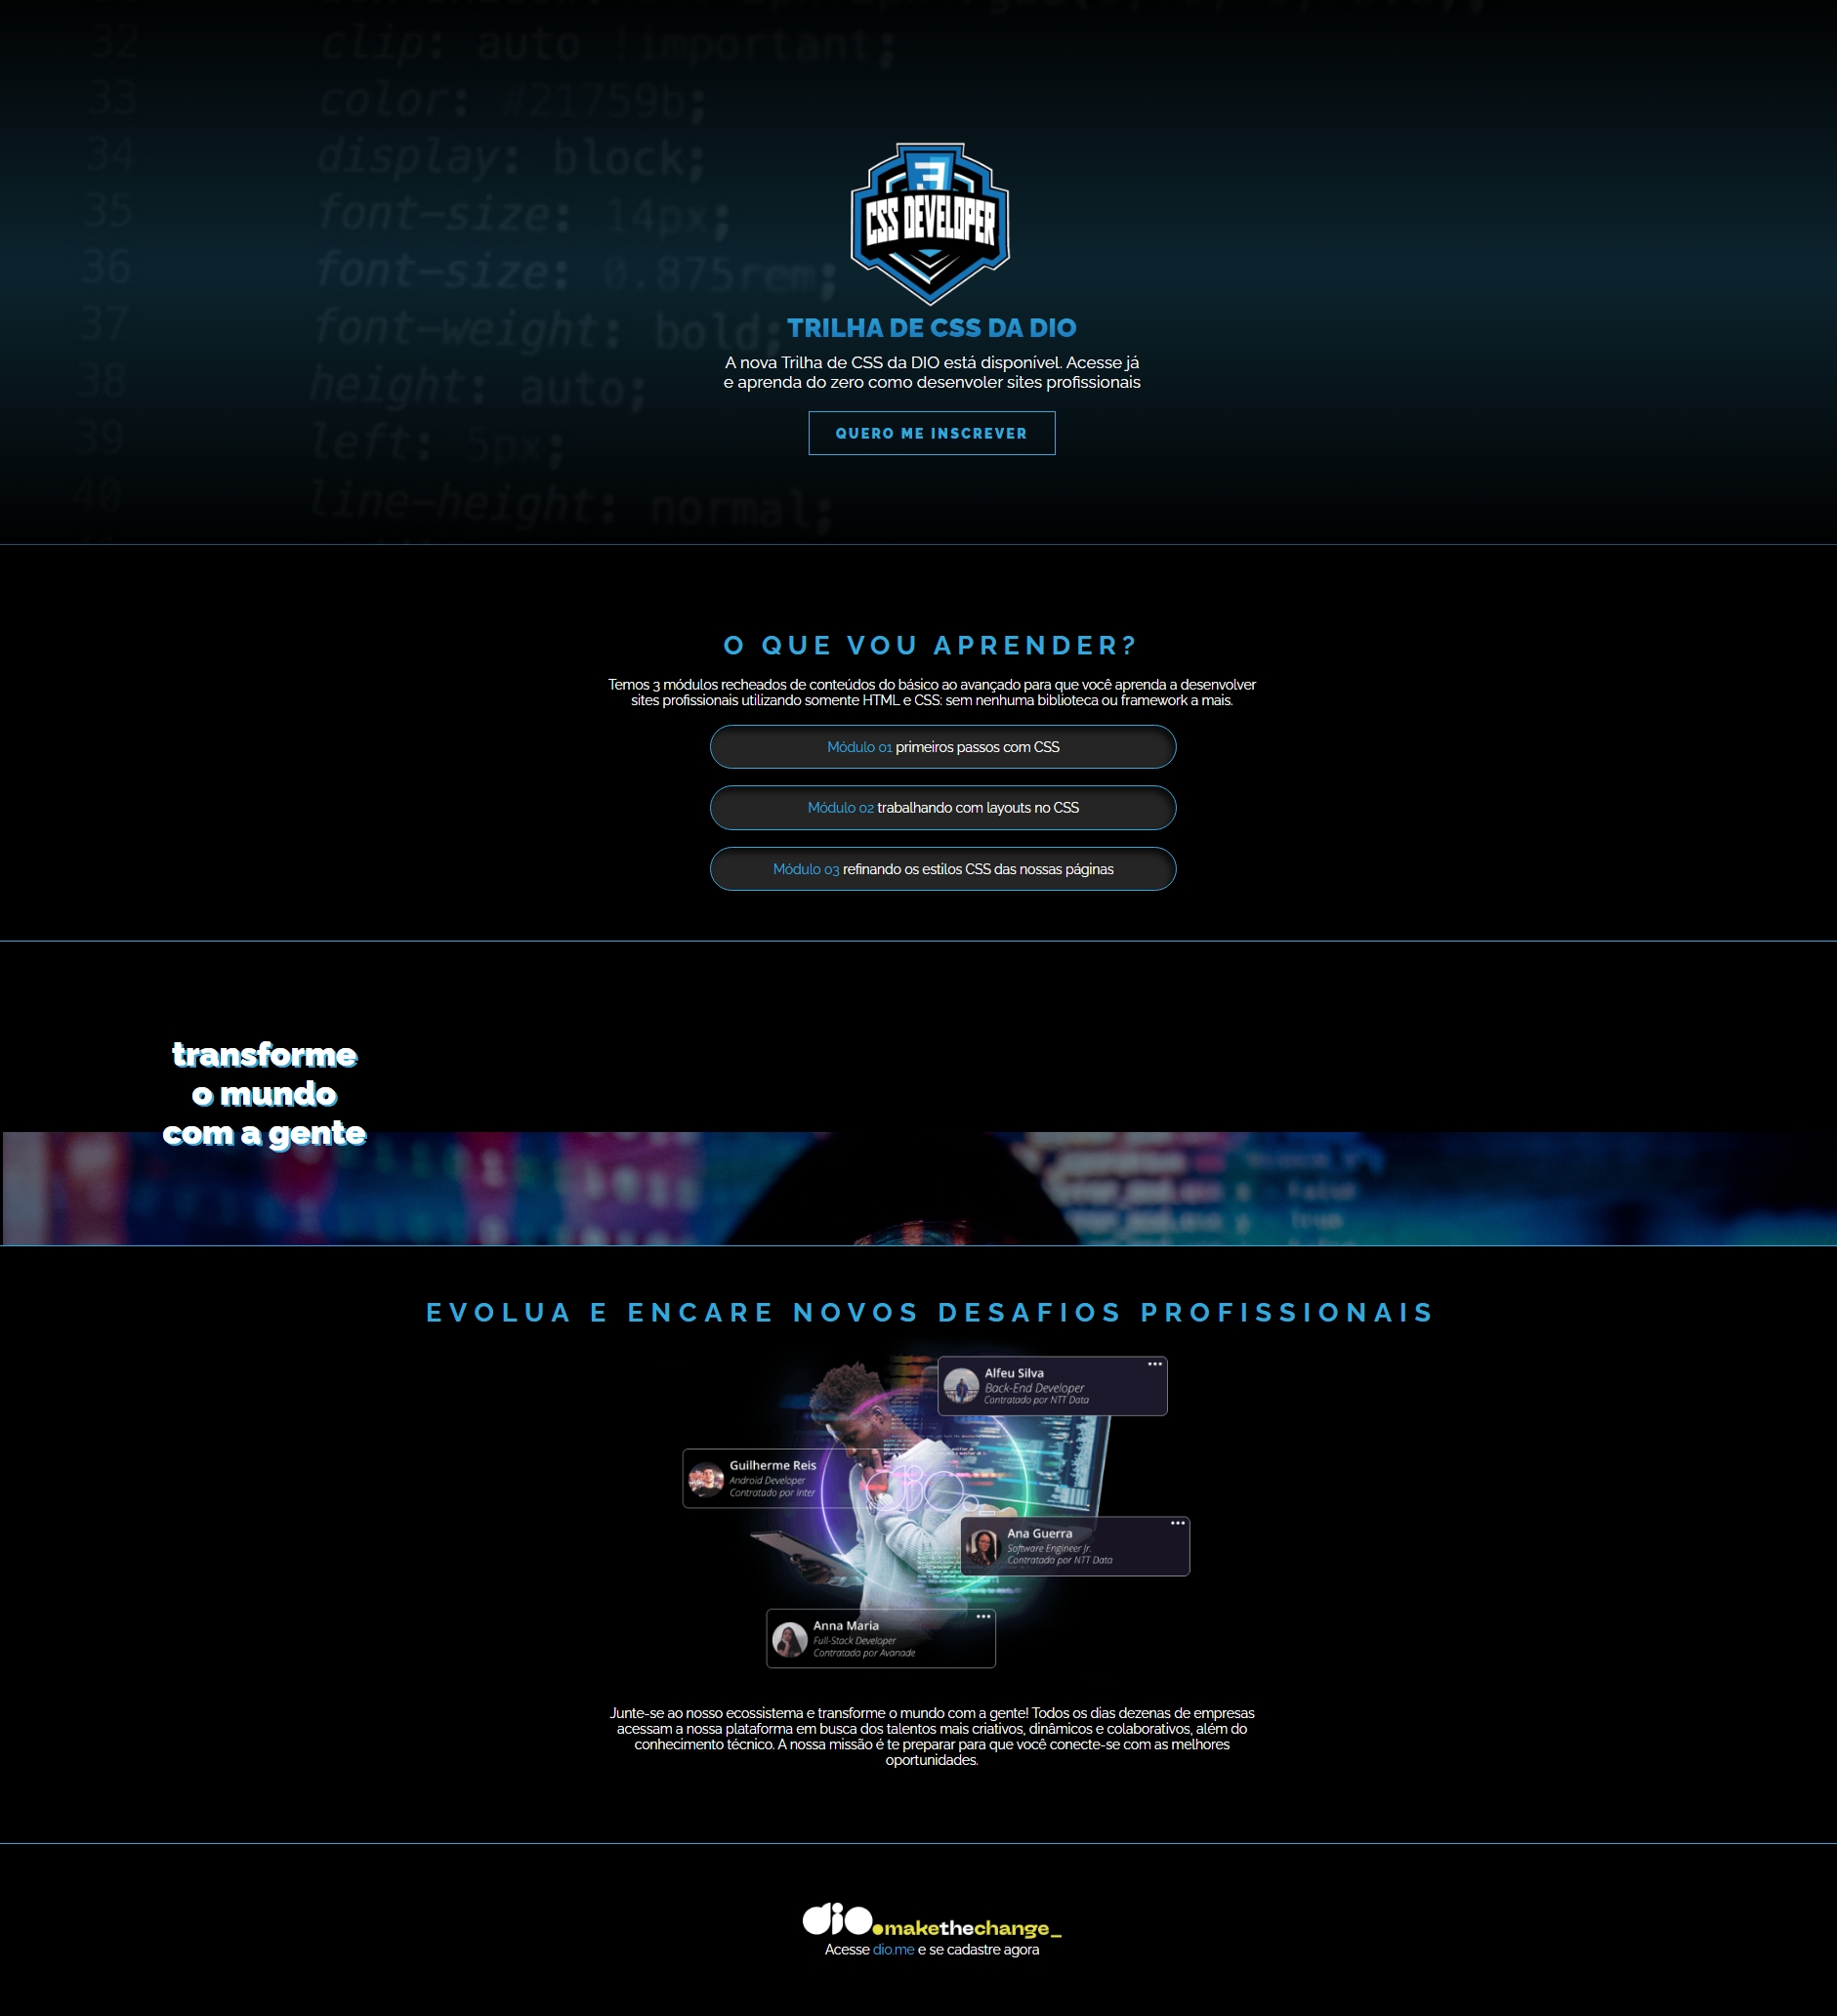 32 clip: auto !important;
33 color: #21759b;
34 display: block;
35 font-size: 14px;
36 font-size: 0.875rem;
37 font-weight: bold;
38 height: auto;
39 left: 5px;
40 line-height: normal;
3
CSS DEVELOPER
TRILHA DE CSS DA DIO
A nova Trilha de CSS da DIO está disponível. Acesse já
e aprenda do zero como desenvoler sites profissionais
QUERO ME INSCREVER
O QUE VOU APRENDER?
Temos 3 módulos recheados de conteúdos do básico ao avançado para que você aprenda a desenvolver
sites profissionais utilizando somente HTML e CSS: sem nenhuma biblioteca ou framework a mais.
Módulo 01 primeiros passos com CSS
Módulo 02 trabalhando com layouts no CSS
Módulo 03 refinando os estilos CSS das nossas páginas
transforme
o mundo
com a gente
EVOLUA E ENCARE NOVOS DESAFIOS PROFISSIONAIS
Alfeu Silva
Back-End Developer
Contratado por NTT Data
Guilherme Reis
Android Developer
Contratado por Inter
dio.
Ana Guerra
Software Engineer Jr.
Contratada por NTT Data
Anna Maria
Full-Stack Developer
Contratada por Avanade
Junte-se ao nosso ecossistema e transforme o mundo com a gente! Todos os dias dezenas de empresas
acessam a nossa plataforma em busca dos talentos mais criativos, dinâmicos e colaborativos, além do
conhecimento técnico. A nossa missão é te preparar para que você conecte-se com as melhores
oportunidades.
dio.makethechange_
Acesse dio.me e se cadastre agora